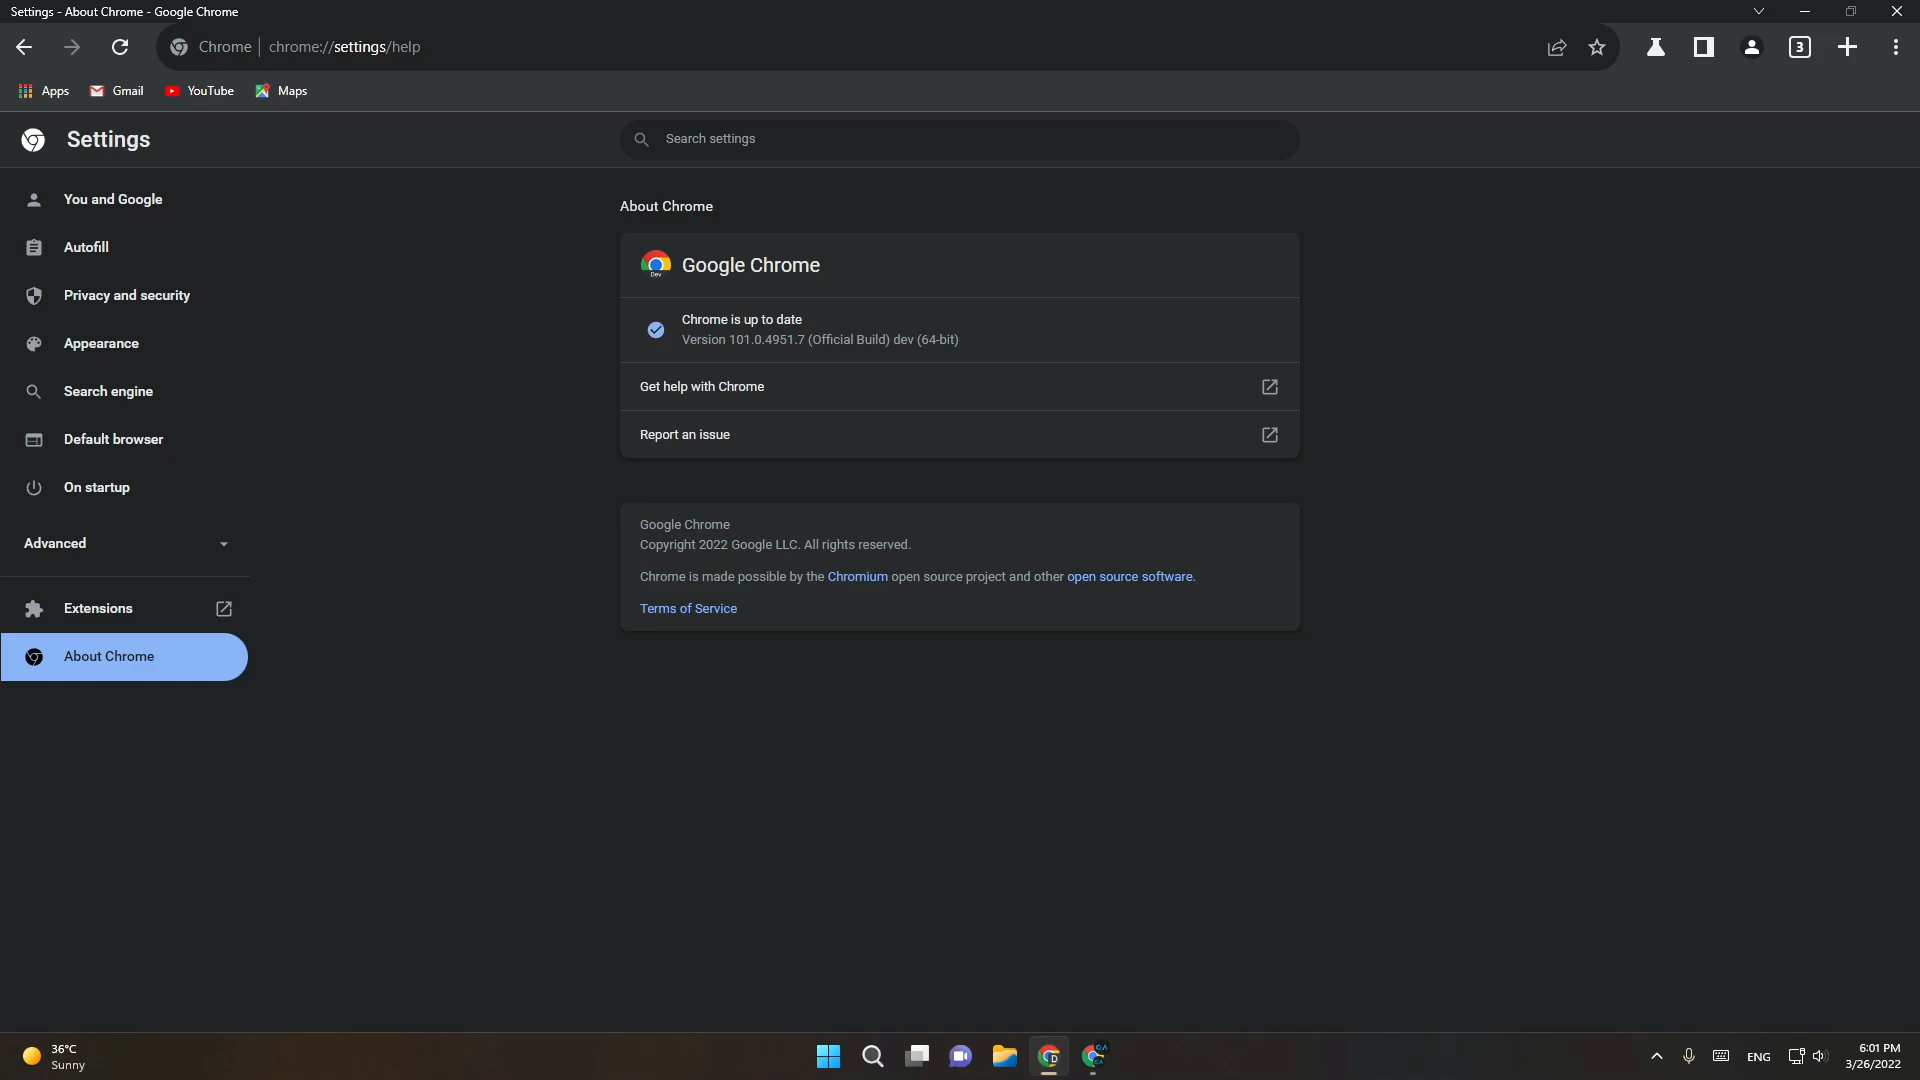 Settings - About Chrome - Google Chrome
Chrome | chrome://settings/help
3
Apps Gmail YouTube Maps
Settings
Search settings
You and Google
Autofill
Privacy and security
Appearance
Search engine
Default browser
On startup
Advanced
Extensions
About Chrome
About Chrome
Dev
Google Chrome
Chrome is up to date
Version 101.0.4951.7 (Official Build) dev (64-bit)
Get help with Chrome
Report an issue
Google Chrome
Copyright 2022 Google LLC. All rights reserved.
Chrome is made possible by the Chromium open source project and other open source software.
Terms of Service
36°C
Sunny
D
ENG
6:01 PM
3/26/2022